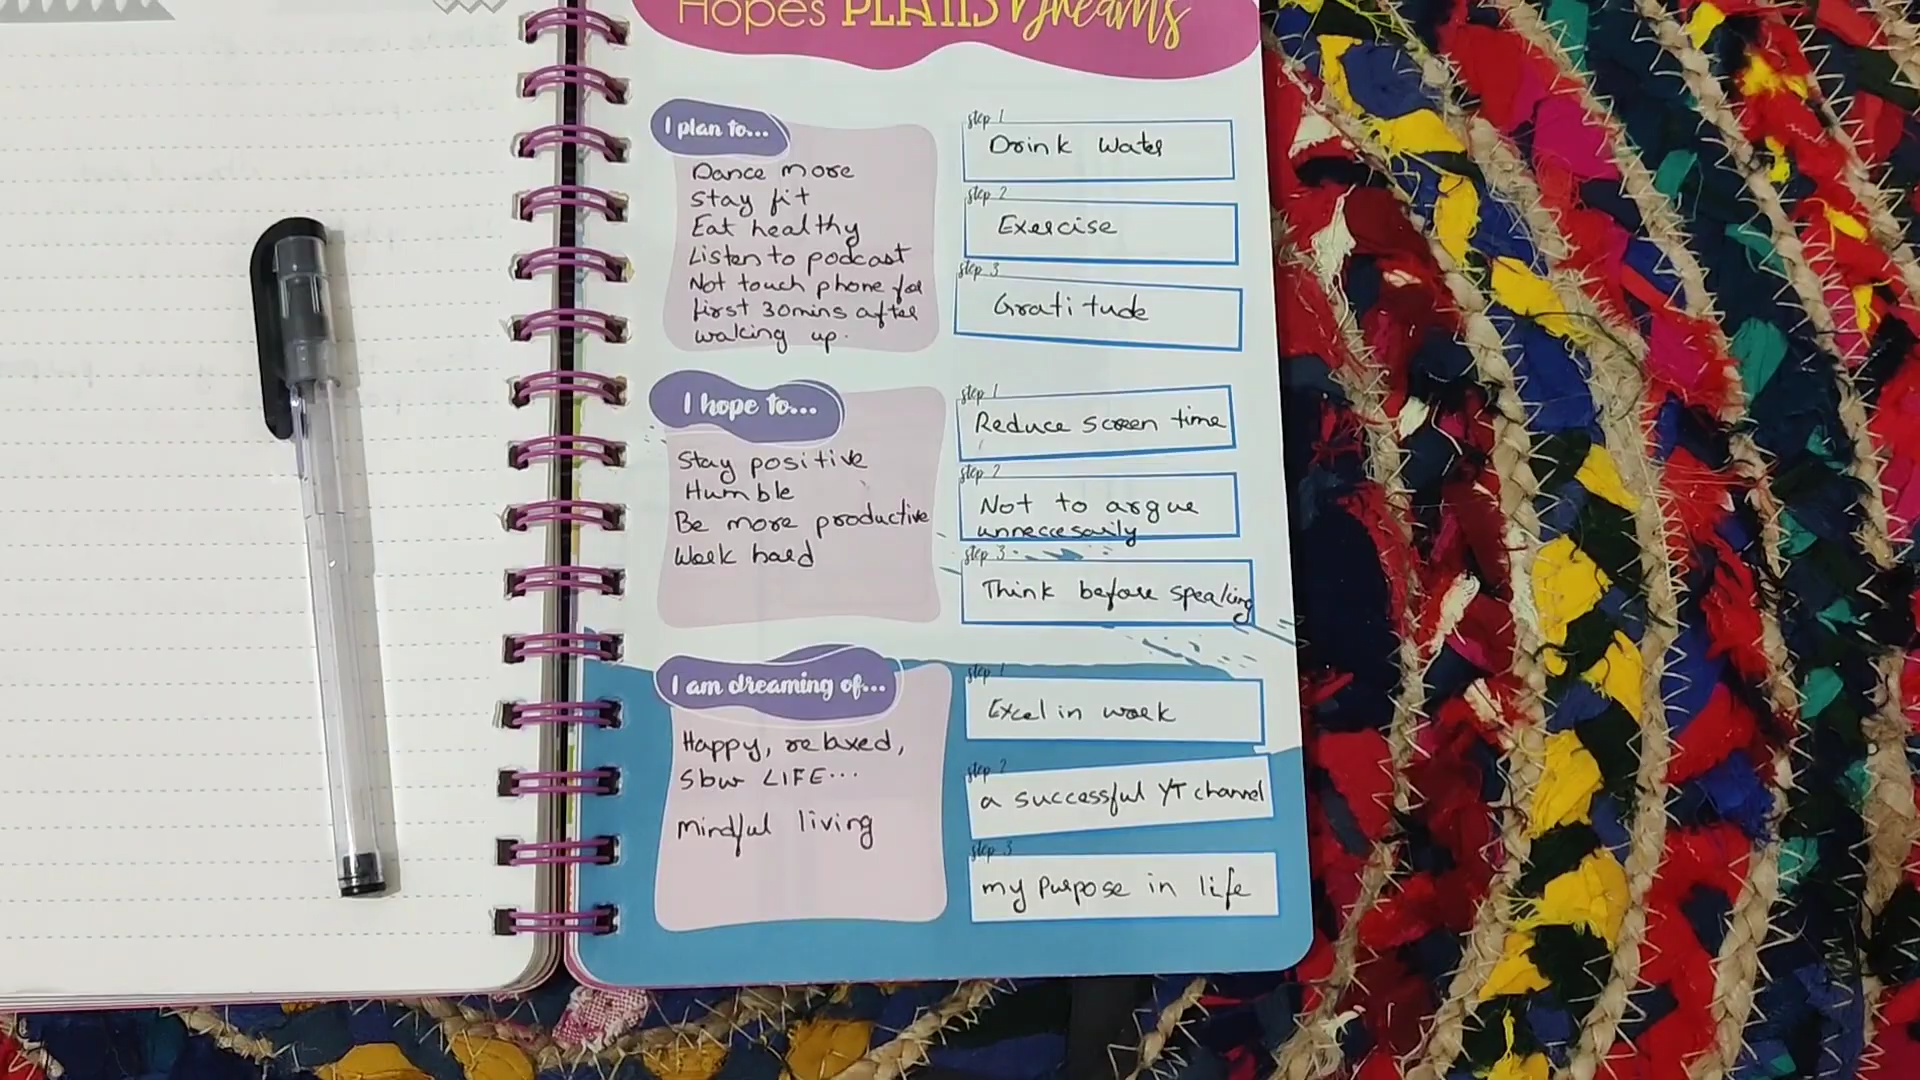 Hopes PLANS Dreams
I plan to...
Dance more
Stay fit
Eat healthy
Listen to podcast
Not touch phone for
first 30mins after
waking up.
step 1
Drink Water
step 2
Exercise
step 3
Gratitude
I hope to...
Stay positive
Humble
Be more productive
Work hard
step 1
Reduce screen time
step 2
Not to argue
unneccesarily
step 3
Think before speaking
I am dreaming of...
Happy, relaxed,
Slow LIFE...
Mindful living
step 1
Excel in work
step 2
a successful YT channel
step 3
my purpose in life